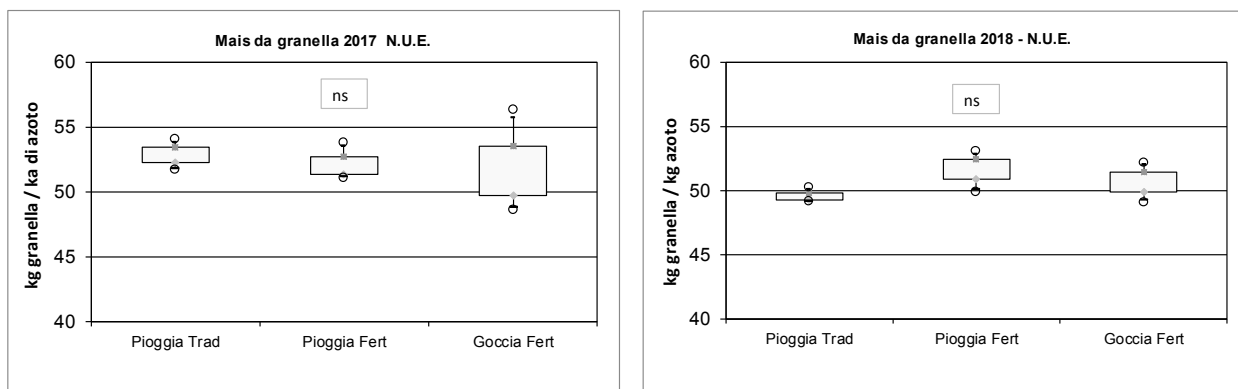 Mais da granella 2017 N.U.E.
60
55
50
45
40
kg granella / ka di azoto
ns
Pioggia Trad
Pioggia Fert
Goccia Fert
Mais da granella 2018 - N.U.E.
60
55
50
45
40
kg granella / kg azoto
ns
Pioggia Trad
Pioggia Fert
Goccia Fert